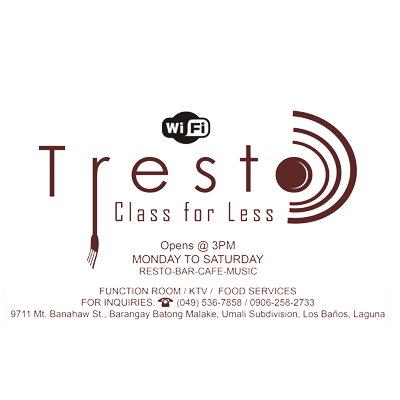 Wi Fi
Tresto
Class for Less
Opens @ 3PM
MONDAY TO SATURDAY
RESTO-BAR-CAFE-MUSIC
FUNCTION ROOM / KTV / FOOD SERVICES
FOR INQUIRIES: ☎ (049) 536-7858 / 0906-258-2733
9711 Mt. Banahaw St., Barangay Batong Malake, Umali Subdivision, Los Baños, Laguna